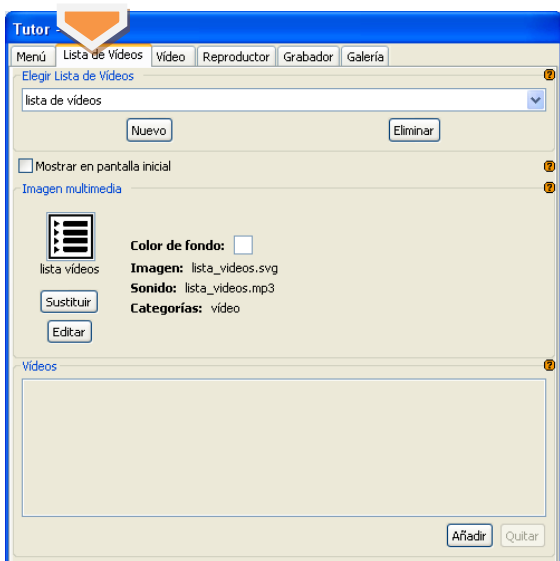 Tutor -
Menú Lista de Vídeos Vídeo Reproductor Grabador Galería
Elegir Lista de Vídeos ?
lista de vídeos
Nuevo Eliminar
Mostrar en pantalla inicial ?
Imagen multimedia ?
lista vídeos
Color de fondo:
Imagen: lista_videos.svg
Sonido: lista_videos.mp3
Categorías: vídeo
Sustituir
Editar
Vídeos ?
Añadir Quitar